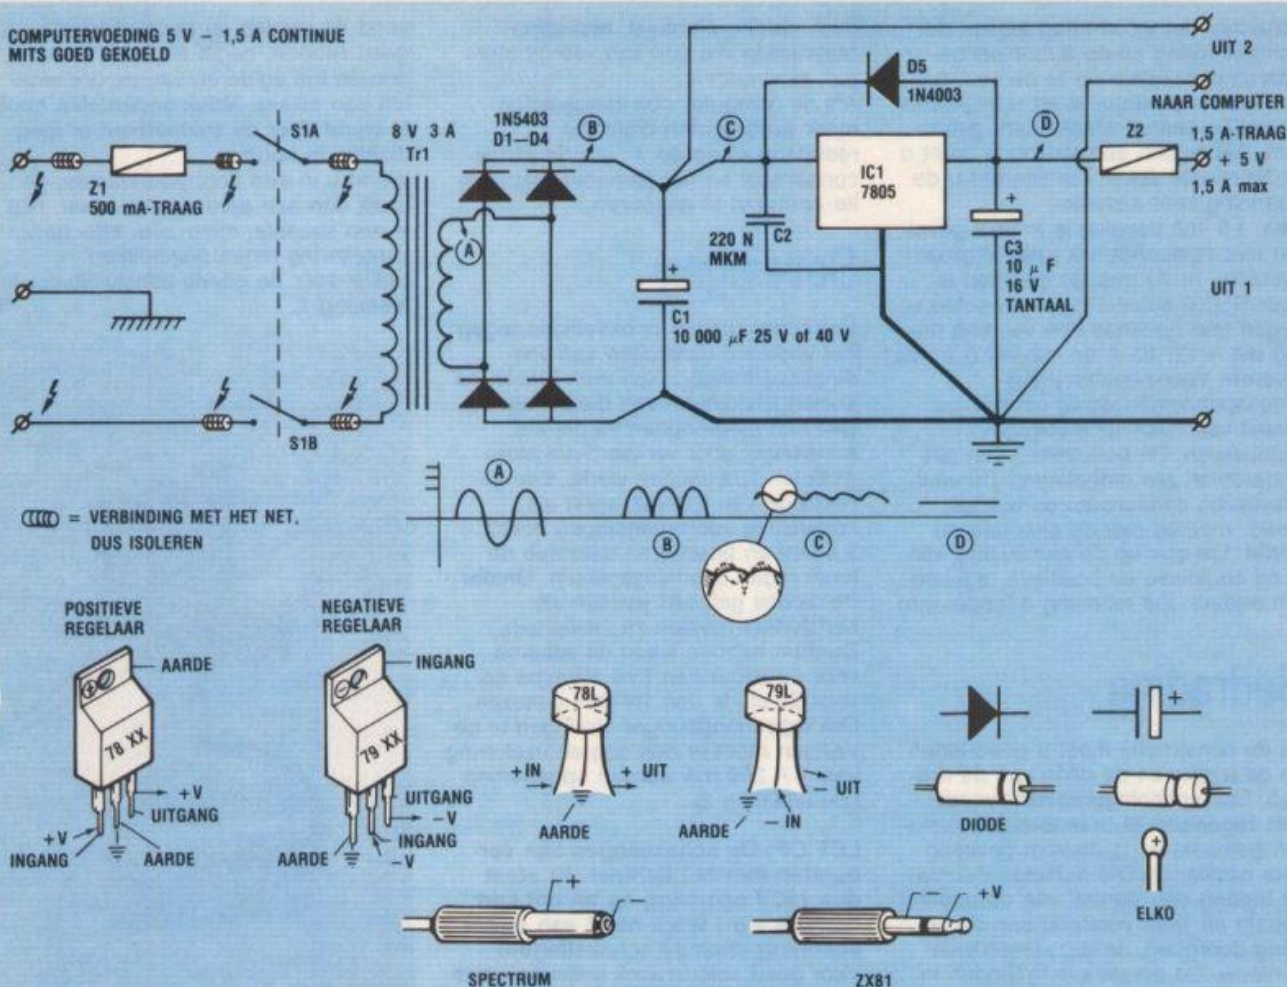 COMPUTERVOEDING 5 V – 1,5 A CONTINUE
MITS GOED GEKOELD
S1A
8 V 3 A
Tr1
1N5403
D1—D4
B
C
D5
1N4003
UIT 2
NAAR COMPUTER
D
Z2
1,5 A-TRAAG
+ 5 V
1,5 A max
Z1
500 mA-TRAAG
A
IC1
7805
220 N
MKM
C2
+
C3
10 µ F
16 V
TANTAAL
UIT 1
+
C1
10 000 µF 25 V of 40 V
S1B
A
B
C
D
= VERBINDING MET HET NET,
DUS ISOLEREN
POSITIEVE
REGELAAR
AARDE
+
78 XX
+V
UITGANG
+V
INGANG
AARDE
NEGATIEVE
REGELAAR
INGANG
–
79 XX
UITGANG
–V
AARDE
INGANG
–V
78L
+IN
+ UIT
AARDE
79L
– UIT
AARDE
– IN
DIODE
+
+
ELKO
+
–
SPECTRUM
–
+V
ZX81